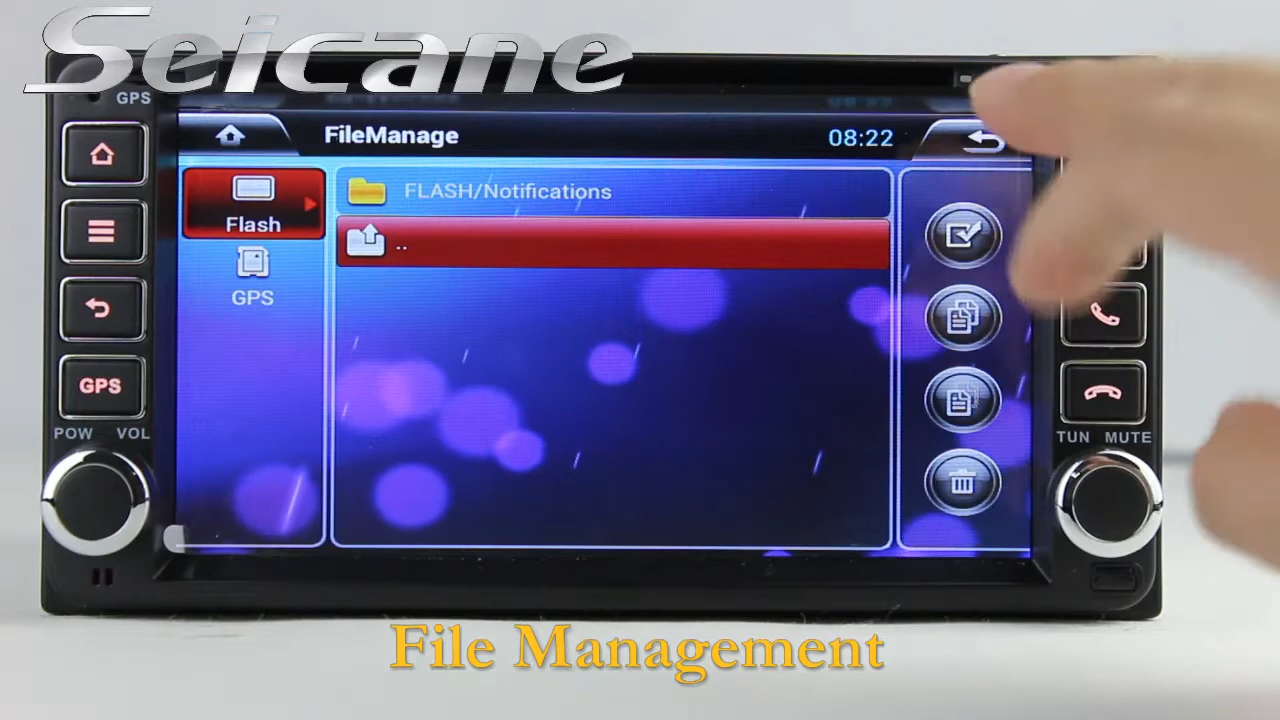 Seicane
GPS
FileManage
08:22
FLASH/Notifications
Flash
..
GPS
GPS
POW VOL
TUN MUTE
File Management